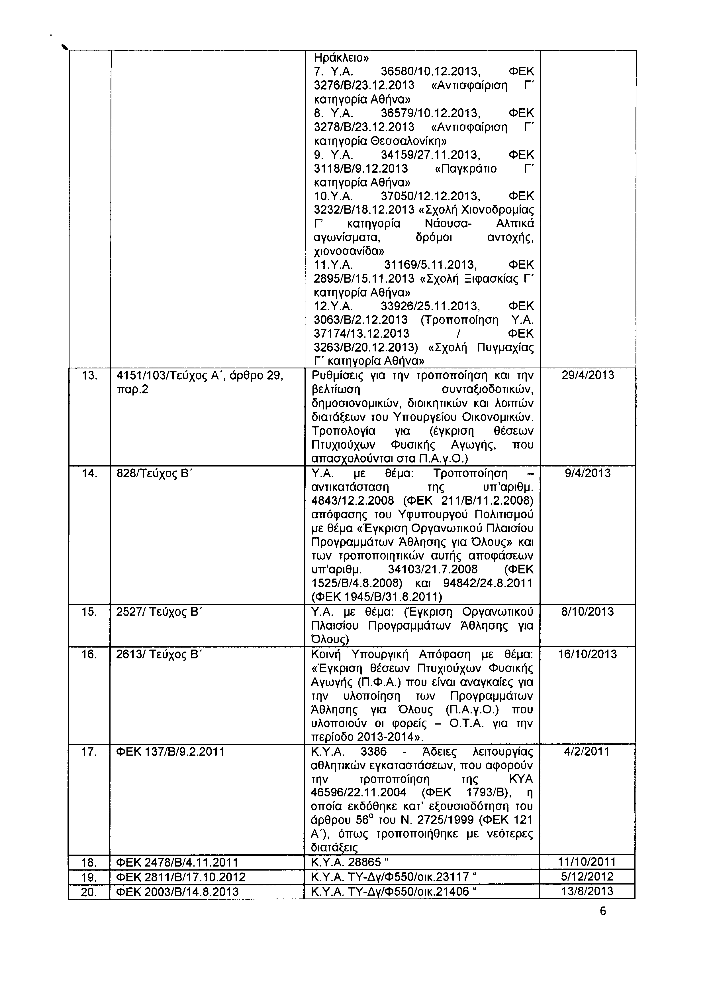 Ηράκλειο»
7. Υ.Α. 36580/10.12.2013, ΦΕΚ
3276/Β/23.12.2013 «Αντισφαίριση Γ΄
κατηγορία Αθήνα»
8. Υ.Α. 36579/10.12.2013, ΦΕΚ
3278/Β/23.12.2013 «Αντισφαίριση Γ΄
κατηγορία Θεσσαλονίκη»
9. Υ.Α. 34159/27.11.2013, ΦΕΚ
3118/Β/9.12.2013 «Παγκράτιο Γ΄
κατηγορία Αθήνα»
10.Υ.Α. 37050/12.12.2013, ΦΕΚ
3232/Β/18.12.2013 «Σχολή Χιονοδρομίας
Γ' κατηγορία Νάουσα- Αλπικά
αγωνίσματα, δρόμοι αντοχής,
χιονοσανίδα»
11.Υ.Α. 31169/5.11.2013, ΦΕΚ
2895/Β/15.11.2013 «Σχολή Ξιφασκίας Γ΄
κατηγορία Αθήνα»
12.Υ.Α. 33926/25.11.2013, ΦΕΚ
3063/Β/2.12.2013 (Τροποποίηση Υ.Α.
37174/13.12.2013 / ΦΕΚ
3263/Β/20.12.2013) «Σχολή Πυγμαχίας
Γ΄ κατηγορία Αθήνα»
13. 4151/103/Τεύχος Α΄, άρθρο 29, Ρυθμίσεις για την τροποποίηση και την 29/4/2013
παρ.2 βελτίωση συνταξιοδοτικών,
δημοσιονομικών, διοικητικών και λοιπών
διατάξεων του Υπουργείου Οικονομικών.
Τροπολογία για (έγκριση θέσεων
Πτυχιούχων Φυσικής Αγωγής, που
απασχολούνται στα Π.Α.γ.Ο.)
14. 828/Τεύχος Β΄ Υ.Α. με θέμα: Τροποποίηση – 9/4/2013
αντικατάσταση της υπ’αριθμ.
4843/12.2.2008 (ΦΕΚ 211/Β/11.2.2008)
απόφασης του Υφυπουργού Πολιτισμού
με θέμα «Έγκριση Οργανωτικού Πλαισίου
Προγραμμάτων Άθλησης για Όλους» και
των τροποποιητικών αυτής αποφάσεων
υπ’αριθμ. 34103/21.7.2008 (ΦΕΚ
1525/Β/4.8.2008) και 94842/24.8.2011
(ΦΕΚ 1945/Β/31.8.2011)
15. 2527/ Τεύχος Β΄ Υ.Α. με θέμα: (Έγκριση Οργανωτικού 8/10/2013
Πλαισίου Προγραμμάτων Άθλησης για
Όλους)
16. 2613/ Τεύχος Β΄ Κοινή Υπουργική Απόφαση με θέμα: 16/10/2013
«Έγκριση θέσεων Πτυχιούχων Φυσικής
Αγωγής (Π.Φ.Α.) που είναι αναγκαίες για
την υλοποίηση των Προγραμμάτων
Άθλησης για Όλους (Π.Α.γ.Ο.) που
υλοποιούν οι φορείς – Ο.Τ.Α. για την
περίοδο 2013-2014».
17. ΦΕΚ 137/Β/9.2.2011 Κ.Υ.Α. 3386 - Άδειες λειτουργίας 4/2/2011
αθλητικών εγκαταστάσεων, που αφορούν
την τροποποίηση της ΚΥΑ
46596/22.11.2004 (ΦΕΚ 1793/Β), η
οποία εκδόθηκε κατ’ εξουσιοδότηση του
άρθρου 56α του Ν. 2725/1999 (ΦΕΚ 121
Α΄), όπως τροποποιήθηκε με νεότερες
διατάξεις
18. ΦΕΚ 2478/Β/4.11.2011 Κ.Υ.Α. 28865 “ 11/10/2011
19. ΦΕΚ 2811/Β/17.10.2012 Κ.Υ.Α. ΤΥ-Δγ/Φ550/οικ.23117 “ 5/12/2012
20. ΦΕΚ 2003/Β/14.8.2013 Κ.Υ.Α. ΤΥ-Δγ/Φ550/οικ.21406 “ 13/8/2013
6